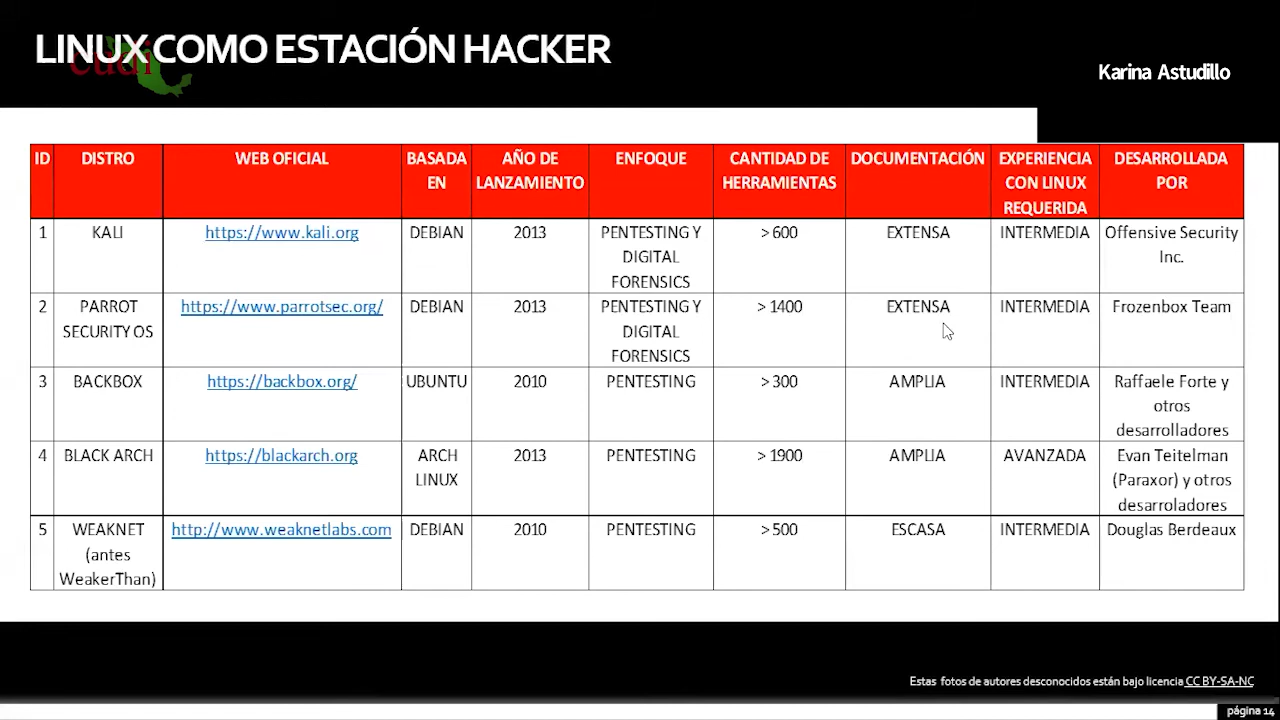 LINUX COMO ESTACIÓN HACKER
cudi
Karina Astudillo
ID DISTRO WEB OFICIAL BASADA EN AÑO DE LANZAMIENTO ENFOQUE CANTIDAD DE HERRAMIENTAS DOCUMENTACIÓN EXPERIENCIA CON LINUX REQUERIDA DESARROLLADA POR
1 KALI https://www.kali.org DEBIAN 2013 PENTESTING Y DIGITAL FORENSICS > 600 EXTENSA INTERMEDIA Offensive Security Inc.
2 PARROT SECURITY OS https://www.parrotsec.org/ DEBIAN 2013 PENTESTING Y DIGITAL FORENSICS > 1400 EXTENSA INTERMEDIA Frozenbox Team
3 BACKBOX https://backbox.org/ UBUNTU 2010 PENTESTING > 300 AMPLIA INTERMEDIA Raffaele Forte y otros desarrolladores
4 BLACK ARCH https://blackarch.org ARCH LINUX 2013 PENTESTING > 1900 AMPLIA AVANZADA Evan Teitelman (Paraxor) y otros desarroladores
5 WEAKNET (antes WeakerThan) http://www.weaknetlabs.com DEBIAN 2010 PENTESTING > 500 ESCASA INTERMEDIA Douglas Berdeaux
Estas fotos de autores desconocidos están bajo licencia CC BY-SA-NC
página 14